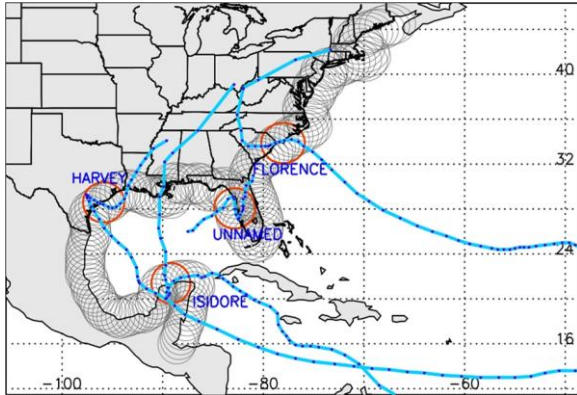 40
HARVEY
32
FLORENCE
UNNAMED
24
ISIDORE
16
-100
-80
-60